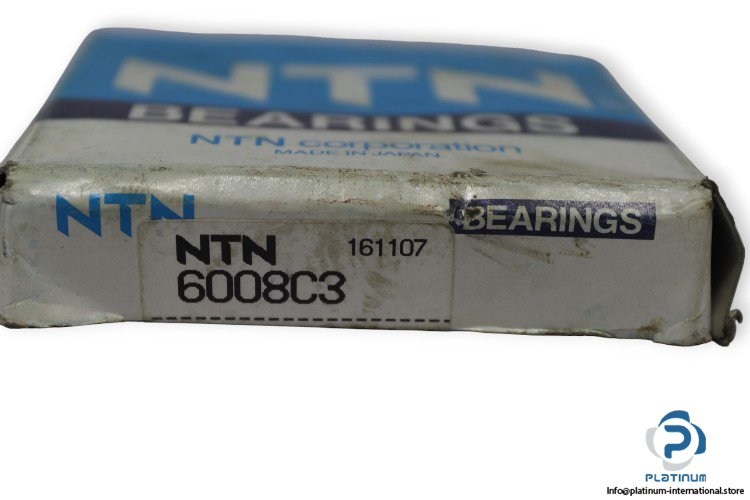 NTN
BEARINGS
NTN corporation
MADE IN JAPAN
NTN
BEARINGS
NTN 161107
6008C3
PLATINUM
Info@platinum-international.store